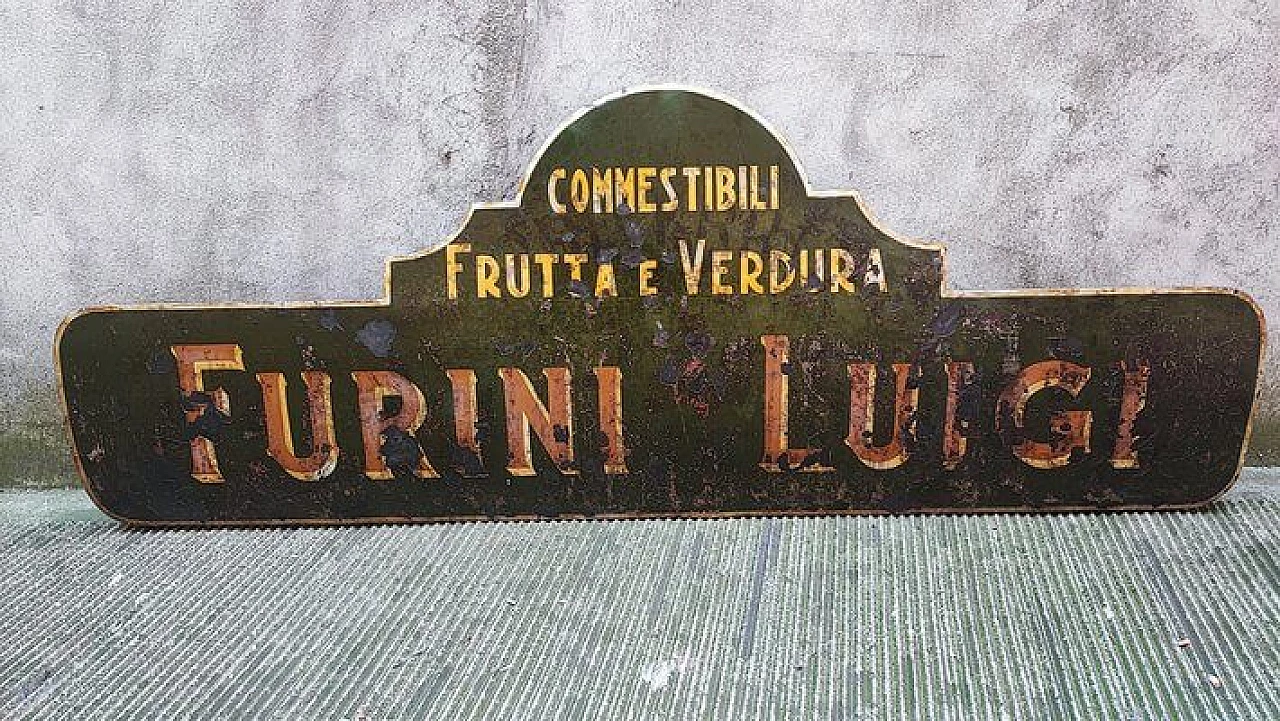 COMMESTIBILI
FRUTTA E VERDURA
FURINI LUIGI